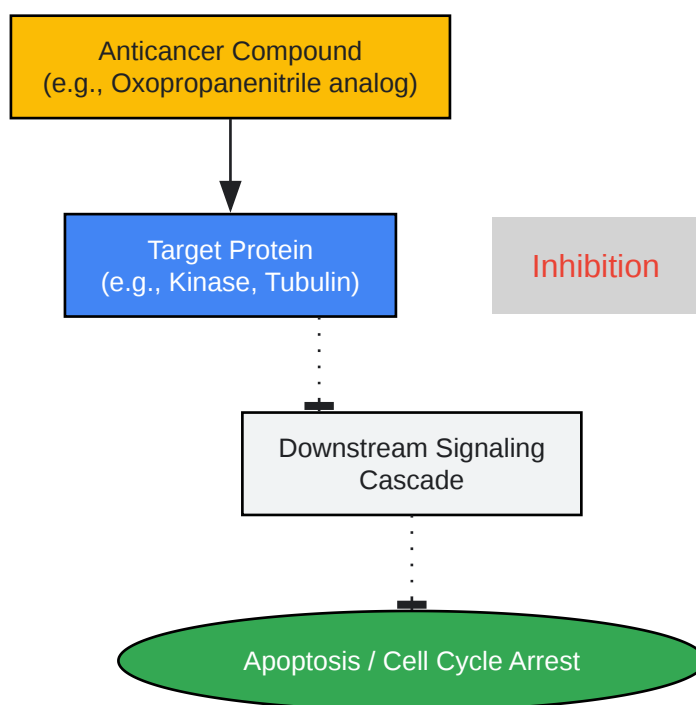 Anticancer Compound
(e.g., Oxopropanenitrile analog)
Target Protein
(e.g., Kinase, Tubulin)
Inhibition
Downstream Signaling
Cascade
Apoptosis / Cell Cycle Arrest